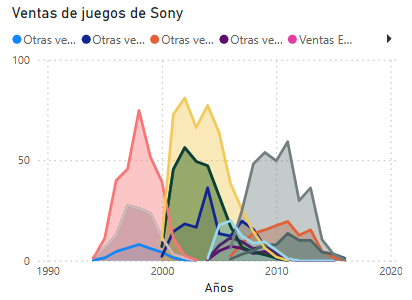 Ventas de juegos de Sony
Otras ve... Otras ve... Otras ve... Otras ve... Ventas E...
100
50
0
1990 2000 2010 2020
Años